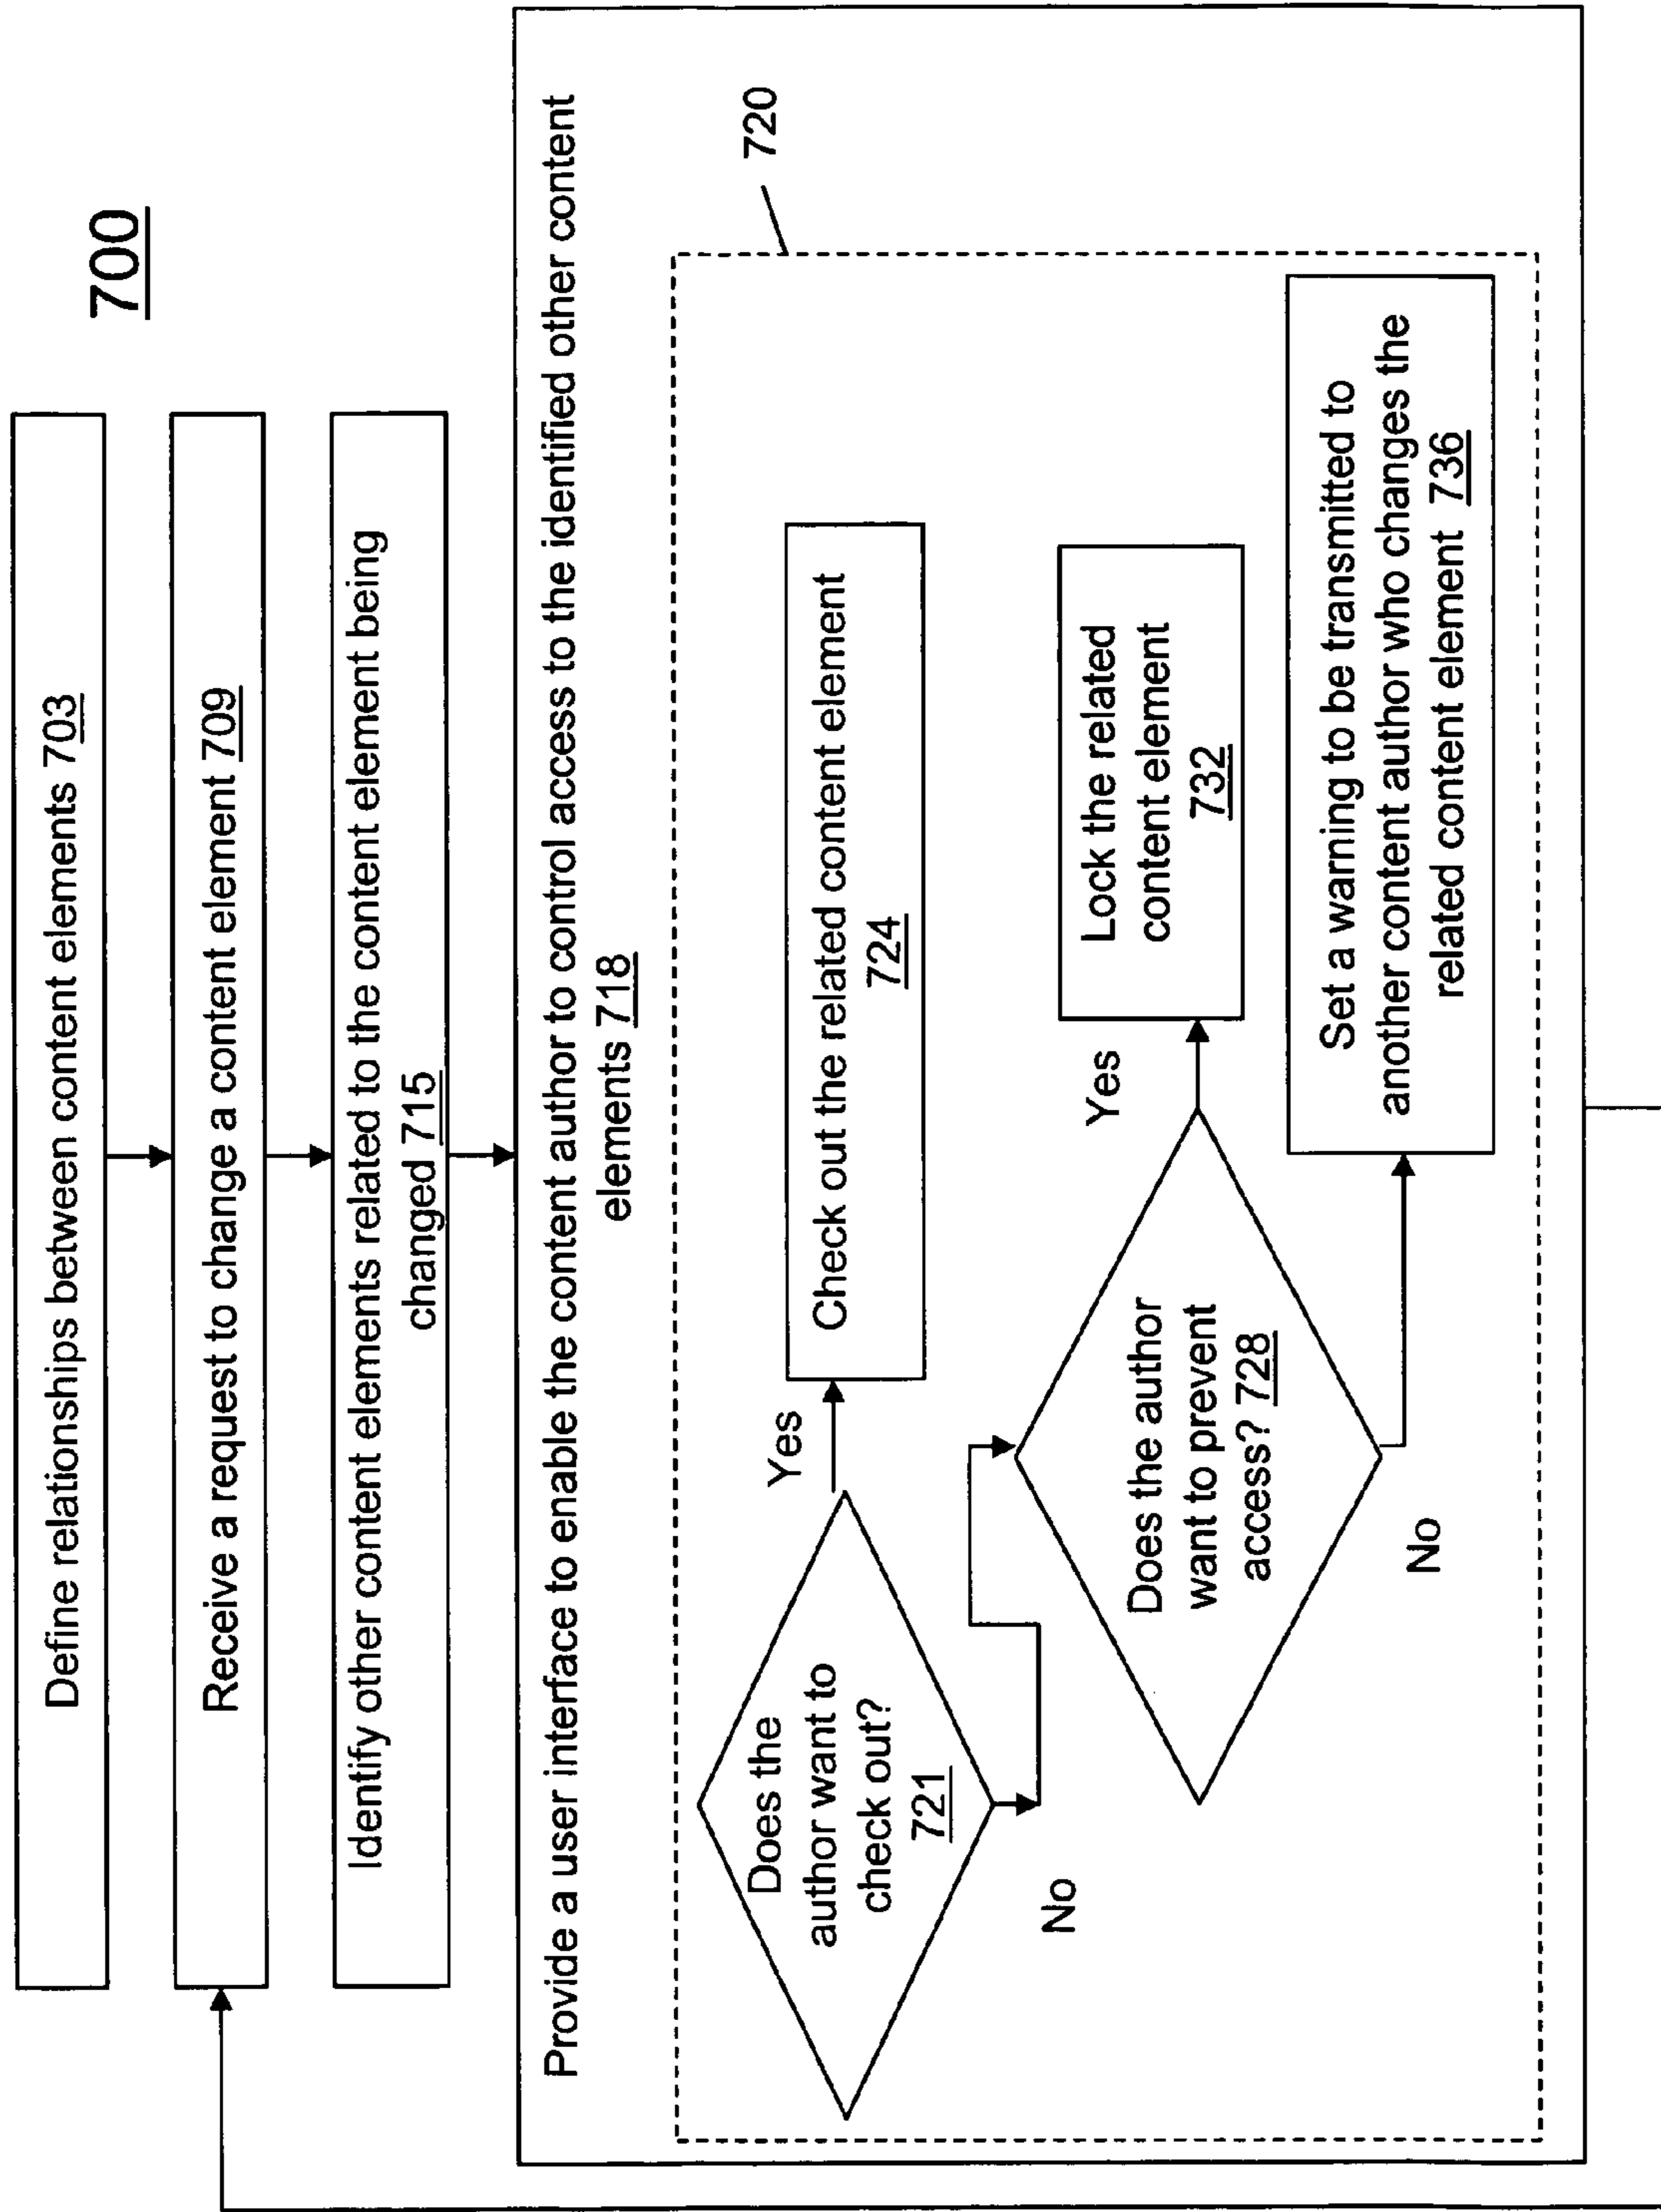 700
Define relationships between content elements 703
Receive a request to change a content element 709
Identify other content elements related to the content element being
changed 715
Provide a user interface to enable the content author to control access to the identified other content
elements 718
720
Does the
author want to
check out?
721
Yes
Check out the related content element
724
No
Does the author
want to prevent
access? 728
Yes
Lock the related
content element
732
No
Set a warning to be transmitted to
another content author who changes the
related content element 736